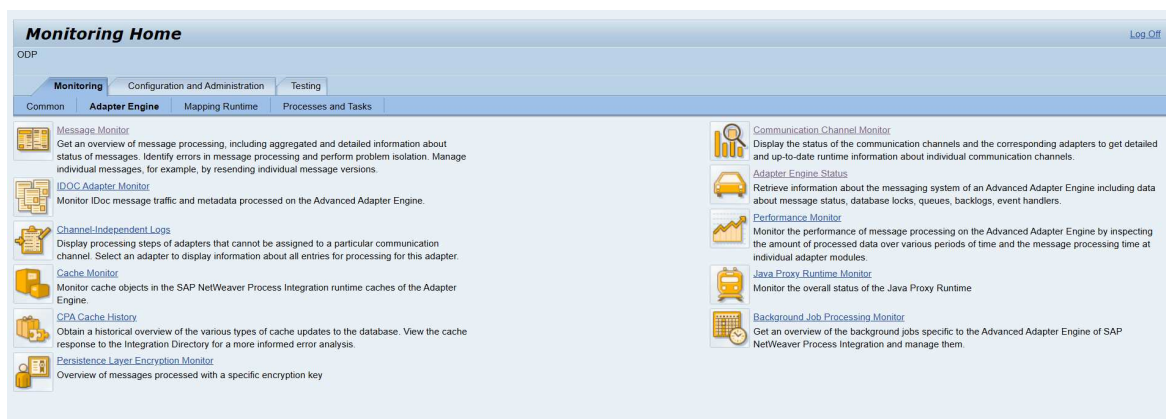 Monitoring Home
Log Off
ODP
Monitoring Configuration and Administration Testing
Common Adapter Engine Mapping Runtime Processes and Tasks
Message Monitor
Get an overview of message processing, including aggregated and detailed information about
status of messages. Identify errors in message processing and perform problem isolation. Manage
individual messages, for example, by resending individual message versions.
IDOC Adapter Monitor
Monitor IDoc message traffic and metadata processed on the Advanced Adapter Engine.
Channel-Independent Logs
Display processing steps of adapters that cannot be assigned to a particular communication
channel. Select an adapter to display information about all entries for processing for this adapter.
Cache Monitor
Monitor cache objects in the SAP NetWeaver Process Integration runtime caches of the Adapter
Engine.
CPA Cache History
Obtain a historical overview of the various types of cache updates to the database. View the cache
response to the Integration Directory for a more informed error analysis.
Persistence Layer Encryption Monitor
Overview of messages processed with a specific encryption key
Communication Channel Monitor
Display the status of the communication channels and the corresponding adapters to get detailed
and up-to-date runtime information about individual communication channels.
Adapter Engine Status
Retrieve information about the messaging system of an Advanced Adapter Engine including data
about message status, database locks, queues, backlogs, event handlers.
Performance Monitor
Monitor the performance of message processing on the Advanced Adapter Engine by inspecting
the amount of processed data over various periods of time and the message processing time at
individual adapter modules.
Java Proxy Runtime Monitor
Monitor the overall status of the Java Proxy Runtime
Background Job Processing Monitor
Get an overview of the background jobs specific to the Advanced Adapter Engine of SAP
NetWeaver Process Integration and manage them.